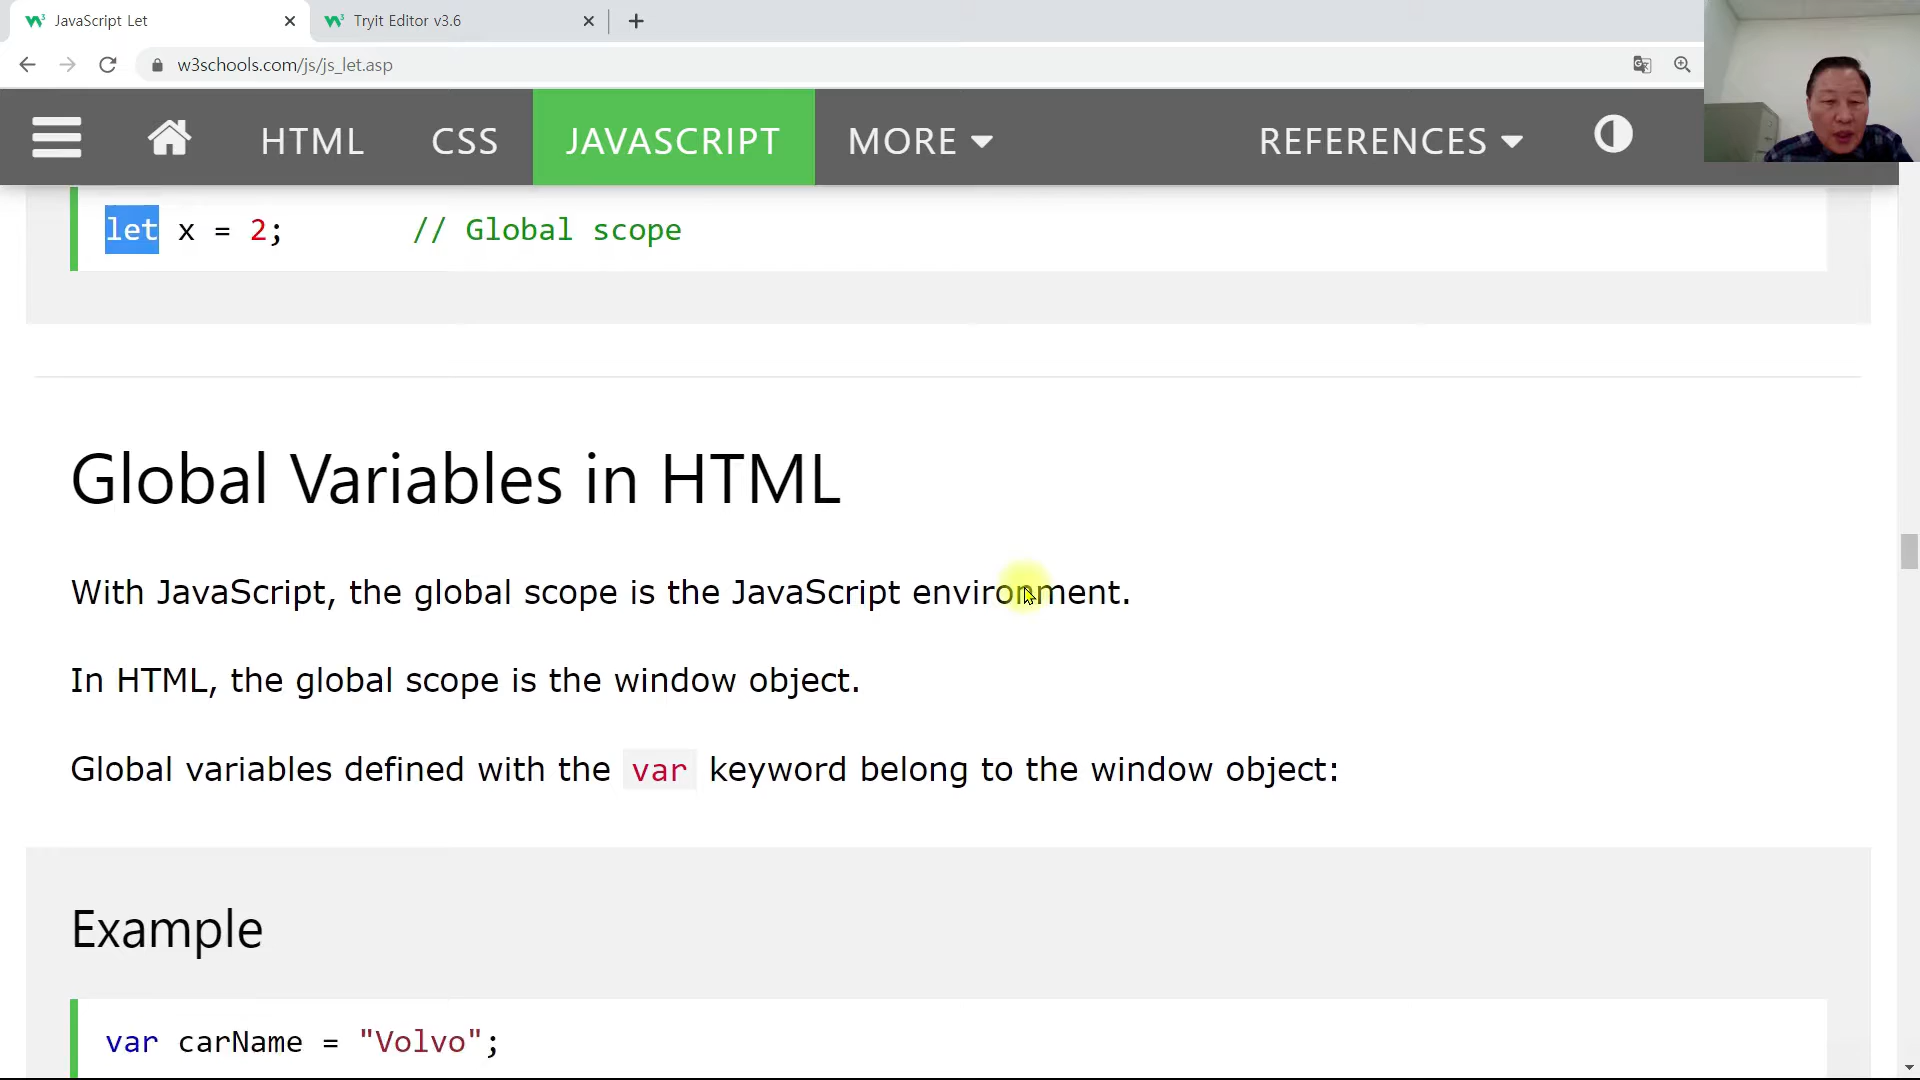 JavaScript Let
Tryit Editor v3.6
w3schools.com/js/js_let.asp
HTML CSS JAVASCRIPT MORE REFERENCES
let x = 2; // Global scope
Global Variables in HTML
With JavaScript, the global scope is the JavaScript environment.
In HTML, the global scope is the window object.
Global variables defined with the var keyword belong to the window object:
Example
var carName = "Volvo";